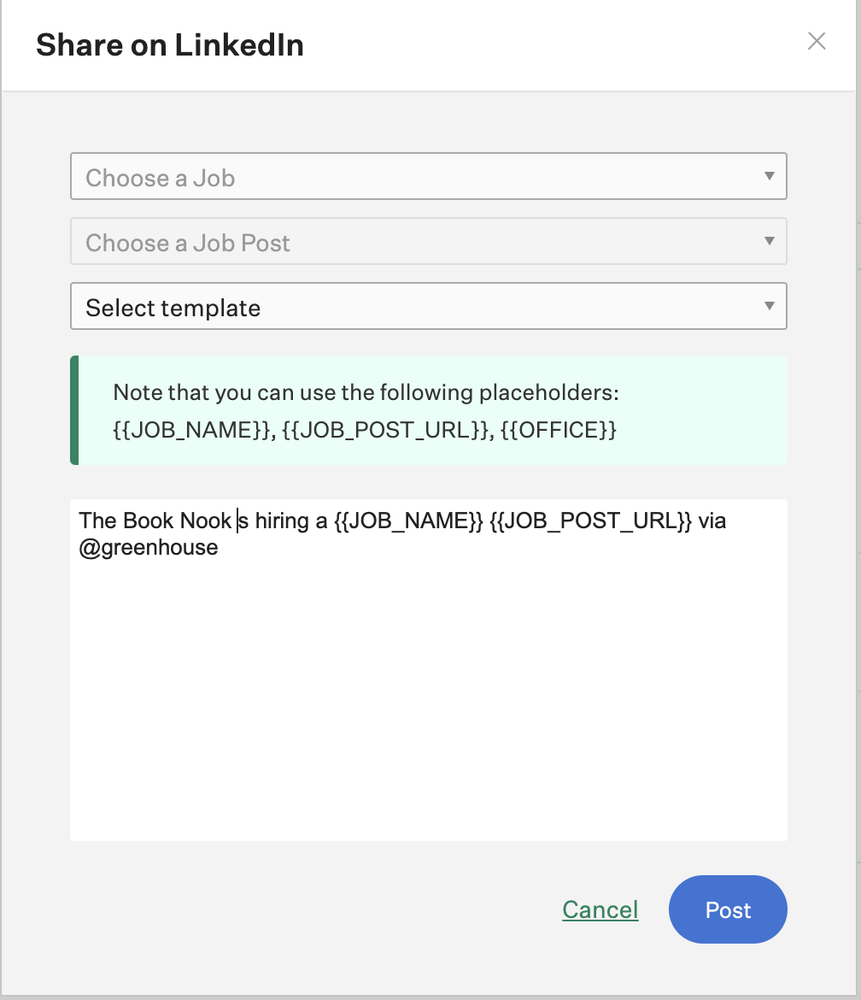 Share on LinkedIn
Choose a Job
Choose a Job Post
Select template
Note that you can use the following placeholders:
{{JOB_NAME}}, {{JOB_POST_URL}}, {{OFFICE}}
The Book Nook s hiring a {{JOB_NAME}} {{JOB_POST_URL}} via
@greenhouse
Cancel
Post